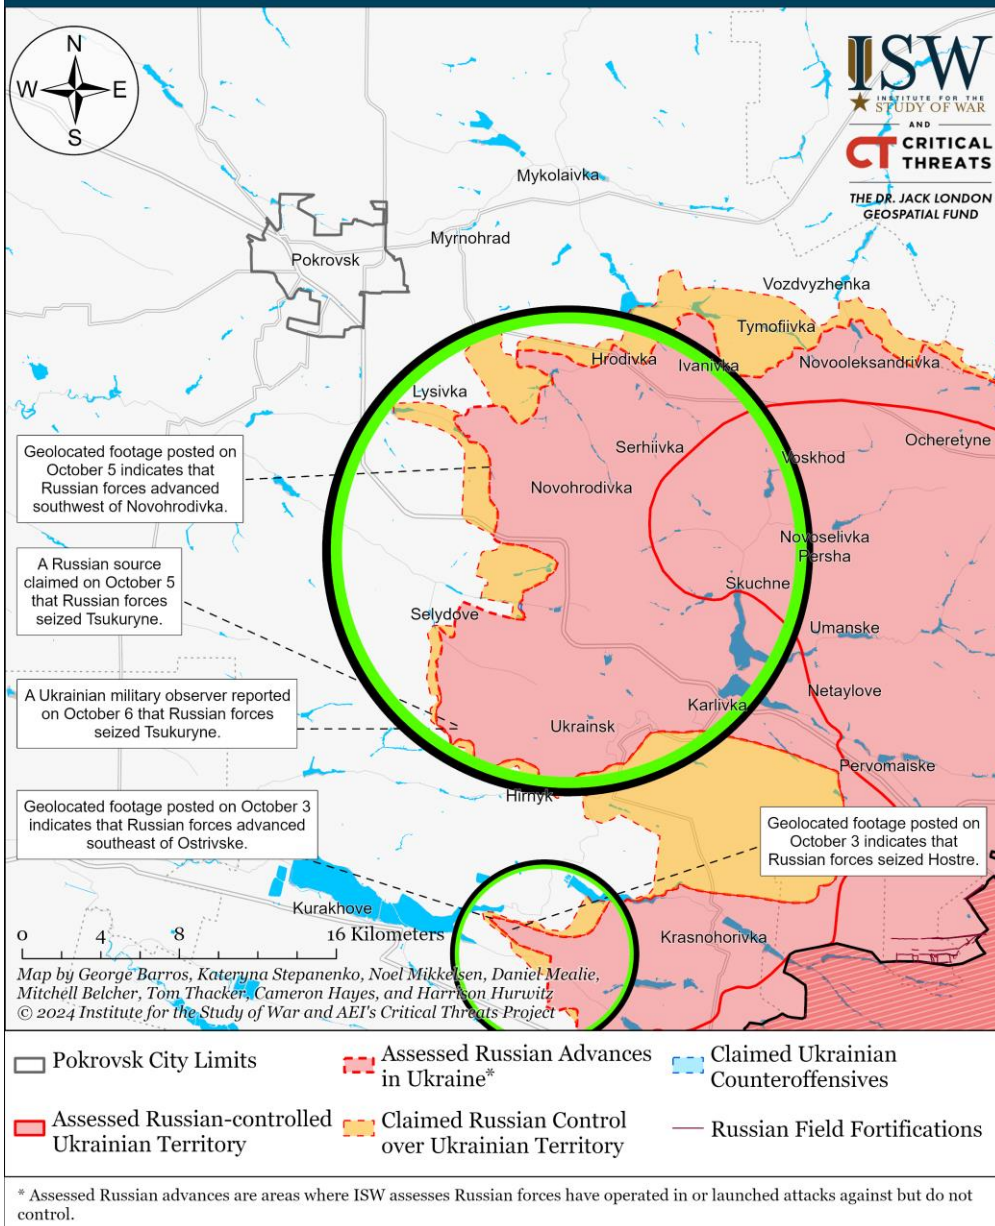 N
W
E
S
ISW
INSTITUTE FOR THE
STUDY OF WAR
AND
CT CRITICAL
THREATS
THE DR. JACK LONDON
GEOSPATIAL FUND
Mykolaivka
Myrnohrad
Pokrovsk
Vozdvyzhenka
Tymofiivka
Hrodivka
Ivanivka
Novooleksandrivka
Lysivka
Ocheretyne
Serhiivka
Voskhod
Geolocated footage posted on
October 5 indicates that
Russian forces advanced
southwest of Novohrodivka.
Novohrodivka
Novoselivka
Persha
A Russian source
claimed on October 5
that Russian forces
seized Tsukuryne.
Skuchne
Selydove
Umanske
A Ukrainian military observer reported
on October 6 that Russian forces
seized Tsukuryne.
Netaylove
Karlivka
Ukrainsk
Pervomaiske
Hirnyk
Geolocated footage posted on October 3
indicates that Russian forces advanced
southeast of Ostrivske.
Geolocated footage posted on
October 3 indicates that
Russian forces seized Hostre.
Kurakhove
Krasnohorivka
0 4 8 16 Kilometers
Map by George Barros, Kateryna Stepanenko, Noel Mikkelsen, Daniel Mealie,
Mitchell Belcher, Tom Thacker, Cameron Hayes, and Harrison Hurwitz
© 2024 Institute for the Study of War and AEI's Critical Threats Project
Pokrovsk City Limits
Assessed Russian Advances
in Ukraine*
Claimed Ukrainian
Counteroffensives
Assessed Russian-controlled
Ukrainian Territory
Claimed Russian Control
over Ukrainian Territory
Russian Field Fortifications
* Assessed Russian advances are areas where ISW assesses Russian forces have operated in or launched attacks against but do not
control.